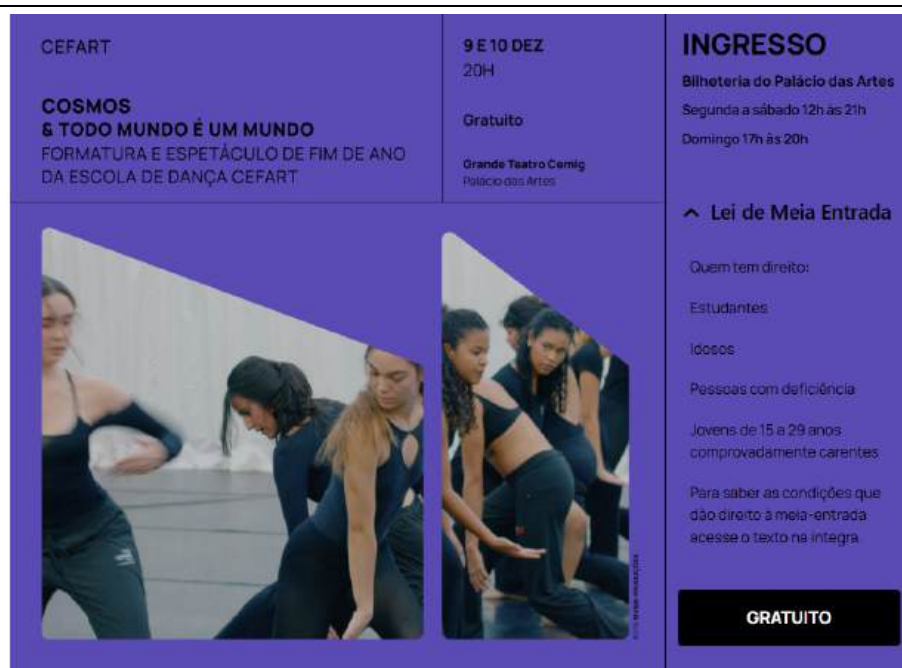 CEFART
COSMOS
& TODO MUNDO É UM MUNDO
FORMATURA E ESPETÁCULO DE FIM DE ANO
DA ESCOLA DE DANÇA CEFART
9 E 10 DEZ
20H
Gratuito
Grande Teatro Cemig
Palácio das Artes
INGRESSO
Bilheteria do Palácio das Artes
Segunda a sábado 12h às 21h
Domingo 17h às 20h
Lei de Meia Entrada
Quem tem direito:
Estudantes
Idosos
Pessoas com deficiência
Jovens de 15 a 29 anos
comprovadamente carentes
Para saber as condições que
dão direito à meia-entrada
acesse o texto na íntegra
GRATUITO